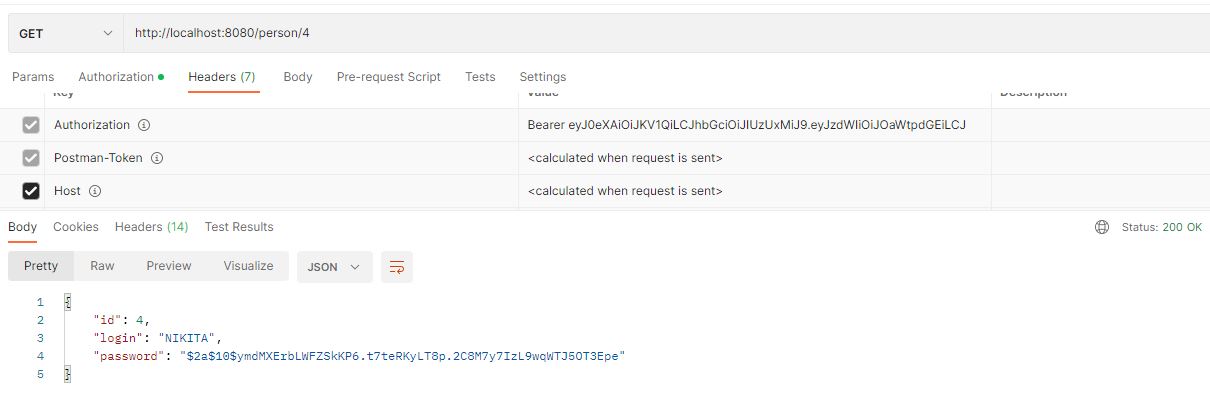 GET http://localhost:8080/person/4
Params Authorization Headers (7) Body Pre-request Script Tests Settings
Key Value Description
Authorization Bearer eyJ0eXAiOiJKV1QiLCJhbGciOiJIUzUxMiJ9.eyJzdWIiOiJOaWtpdGEiLCJ
Postman-Token <calculated when request is sent>
Host <calculated when request is sent>
Body Cookies Headers (14) Test Results Status: 200 OK
Pretty Raw Preview Visualize JSON
1 {
2 "id": 4,
3 "login": "NIKITA",
4 "password": "$2a$10$ymdMXErbLWFZSkKP6.t7teRKyLT8p.2C8M7y7IzL9wqWTJ5OT3Epe"
5 }